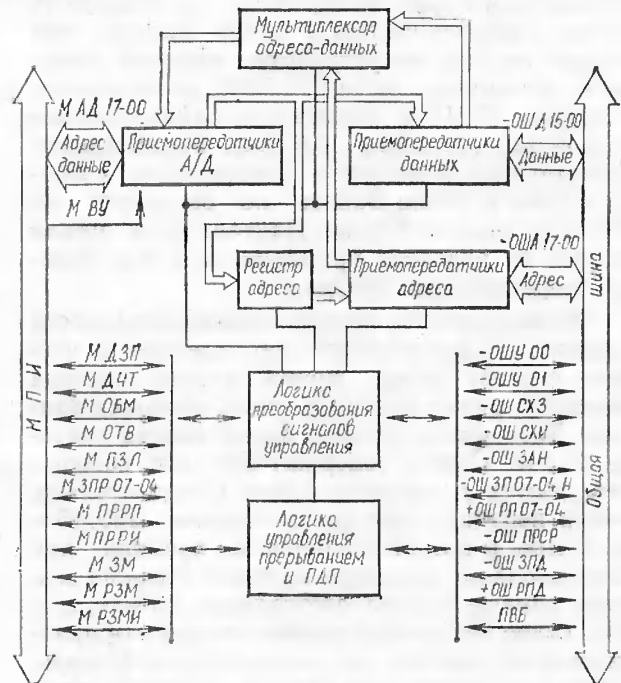 Мультиплексор
адреса-данных
М АД 17-00
Адрес
данные
М ВУ
Приемопередатчики
А/Д
Приемопередатчики
данных
-ОШ Д 15-00
Данные
Регистр
адреса
Приемопередатчики
адреса
-ОША 17-00
Адрес
МПИ
Общая шина
М ДЗП
М ДЧТ
М ОБМ
М ОТВ
М ПЗП
М ЗПР 07-04
М ПРРП
М ПРРИ
М ЗМ
М РЗМ
М РЗМИ
Логика
преобразования
сигналов
управления
Логика
управления
прерыванием
и ПДП
-ОШУ 00
-ОШУ 01
-ОШ СХЗ
-ОШ СХИ
-ОШ ЗАН
-ОШ ЗП 07-04 Н
+ОШ РП 07-04
-ОШ ПРСР
-ОШ ЗПД
+ОШ РПД
ПВБ